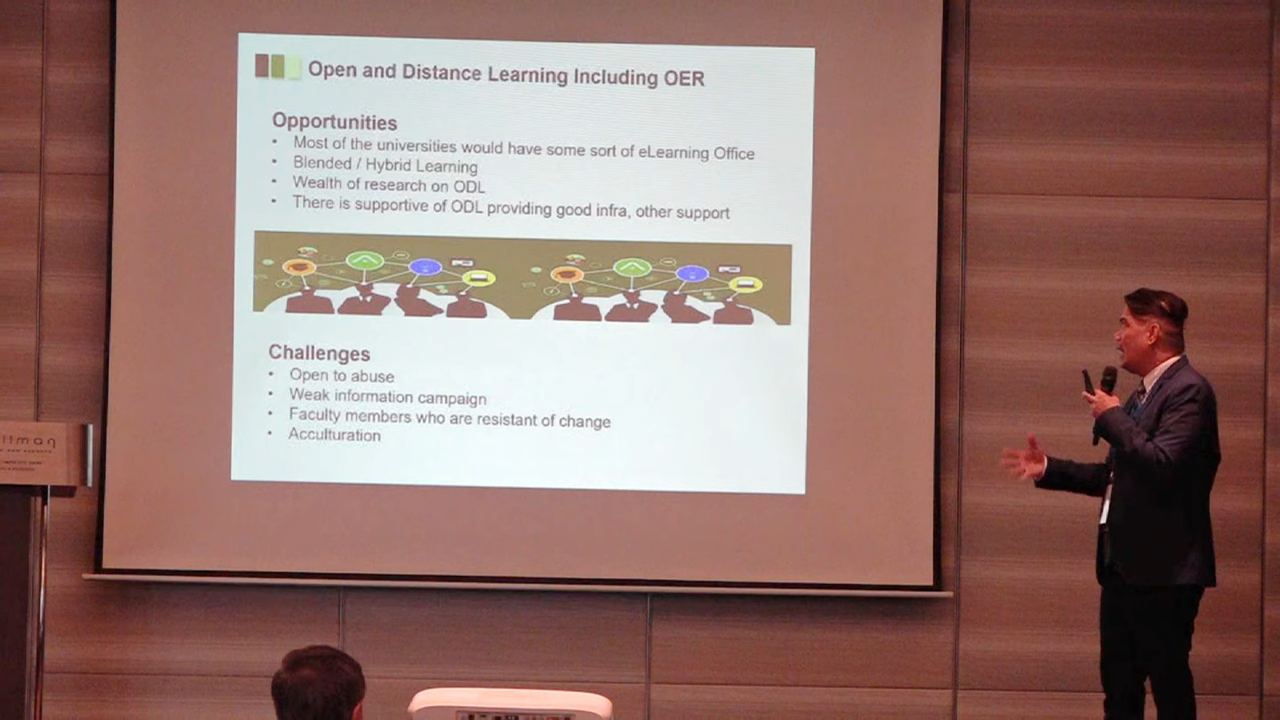 Open and Distance Learning Including OER
Opportunities
• Most of the universities would have some sort of eLearning Office
• Blended / Hybrid Learning
• Wealth of research on ODL
• There is supportive of ODL providing good infra, other support
Challenges
• Open to abuse
• Weak information campaign
• Faculty members who are resistant of change
• Acculturation